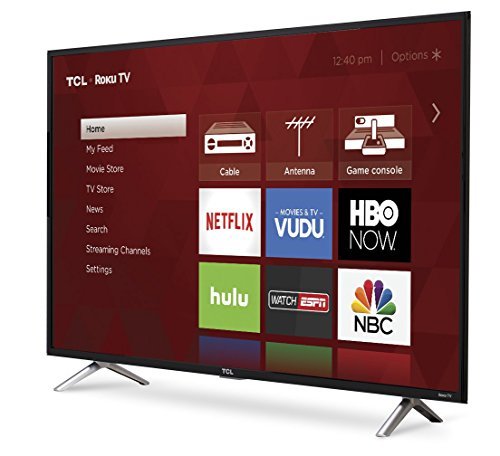 12:40 pm | Options
TCL • Roku TV
Home
My Feed
Movie Store
TV Store
News
Search
Streaming Channels
Settings
Cable
Antenna
Game console
NETFLIX
MOVIES & TV
VUDU
HBO
NOW
hulu
WATCH ESPN
NBC
TCL
Roku TV